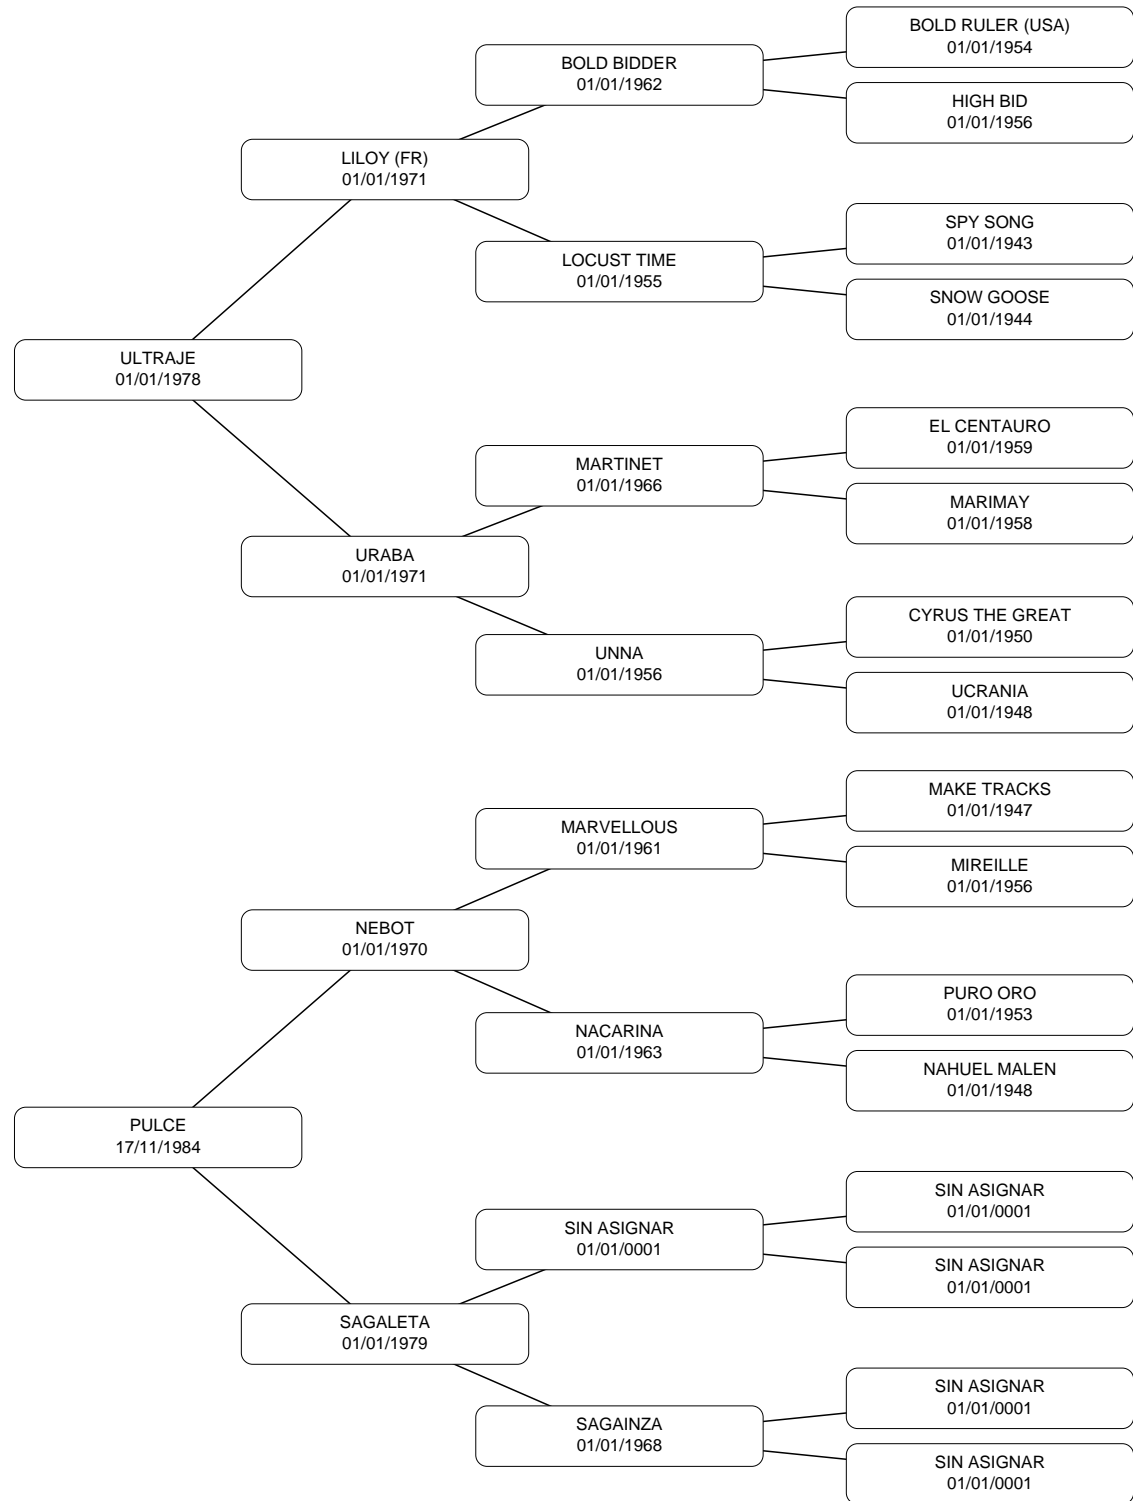 BOLD RULER (USA)
01/01/1954
BOLD BIDDER
01/01/1962
HIGH BID
01/01/1956
LILOY (FR)
01/01/1971
SPY SONG
01/01/1943
LOCUST TIME
01/01/1955
SNOW GOOSE
01/01/1944
ULTRAJE
01/01/1978
EL CENTAURO
01/01/1959
MARTINET
01/01/1966
MARIMAY
01/01/1958
URABA
01/01/1971
CYRUS THE GREAT
01/01/1950
UNNA
01/01/1956
UCRANIA
01/01/1948
MAKE TRACKS
01/01/1947
MARVELLOUS
01/01/1961
MIREILLE
01/01/1956
NEBOT
01/01/1970
PURO ORO
01/01/1953
NACARINA
01/01/1963
NAHUEL MALEN
01/01/1948
PULCE
17/11/1984
SIN ASIGNAR
01/01/0001
SIN ASIGNAR
01/01/0001
SIN ASIGNAR
01/01/0001
SAGALETA
01/01/1979
SIN ASIGNAR
01/01/0001
SAGAINZA
01/01/1968
SIN ASIGNAR
01/01/0001